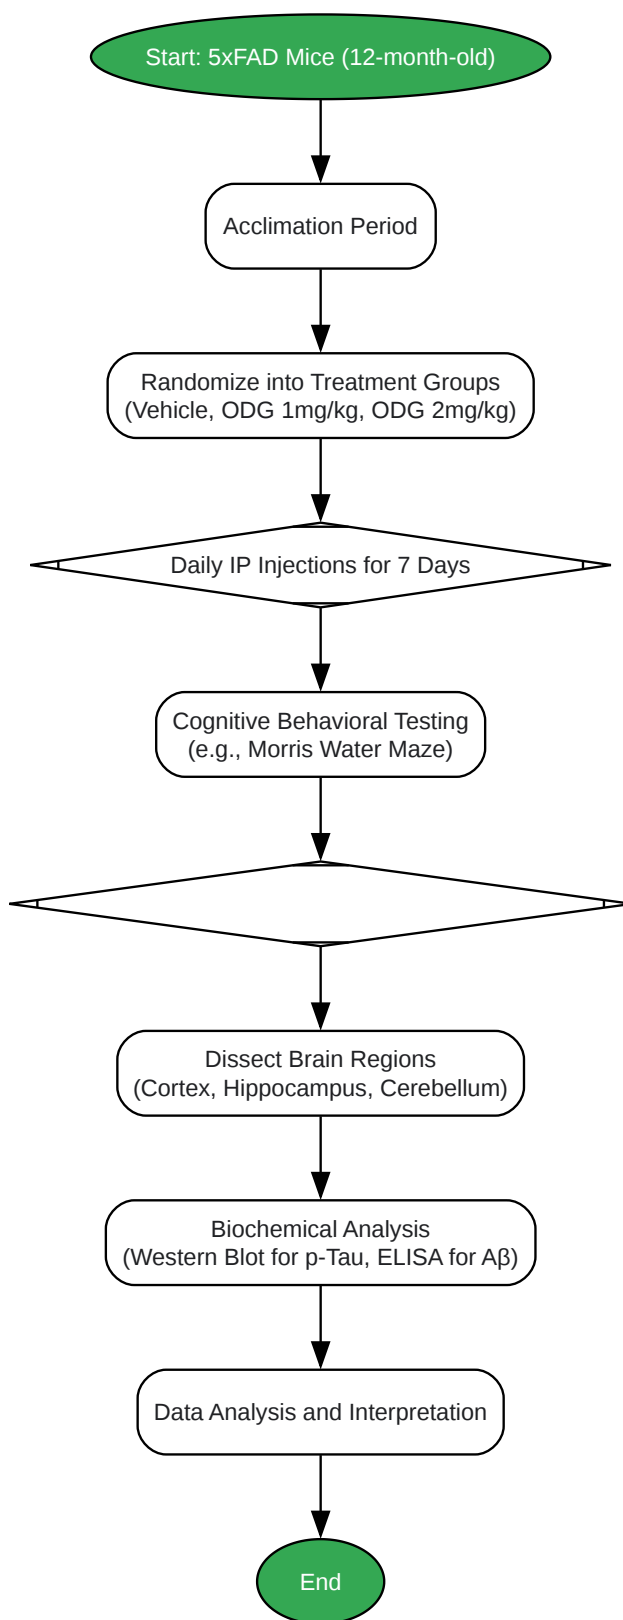 Start: 5xFAD Mice (12-month-old)
Acclimation Period
Randomize into Treatment Groups
(Vehicle, ODG 1mg/kg, ODG 2mg/kg)
Daily IP Injections for 7 Days
Cognitive Behavioral Testing
(e.g., Morris Water Maze)
Dissect Brain Regions
(Cortex, Hippocampus, Cerebellum)
Biochemical Analysis
(Western Blot for p-Tau, ELISA for Aβ)
Data Analysis and Interpretation
End